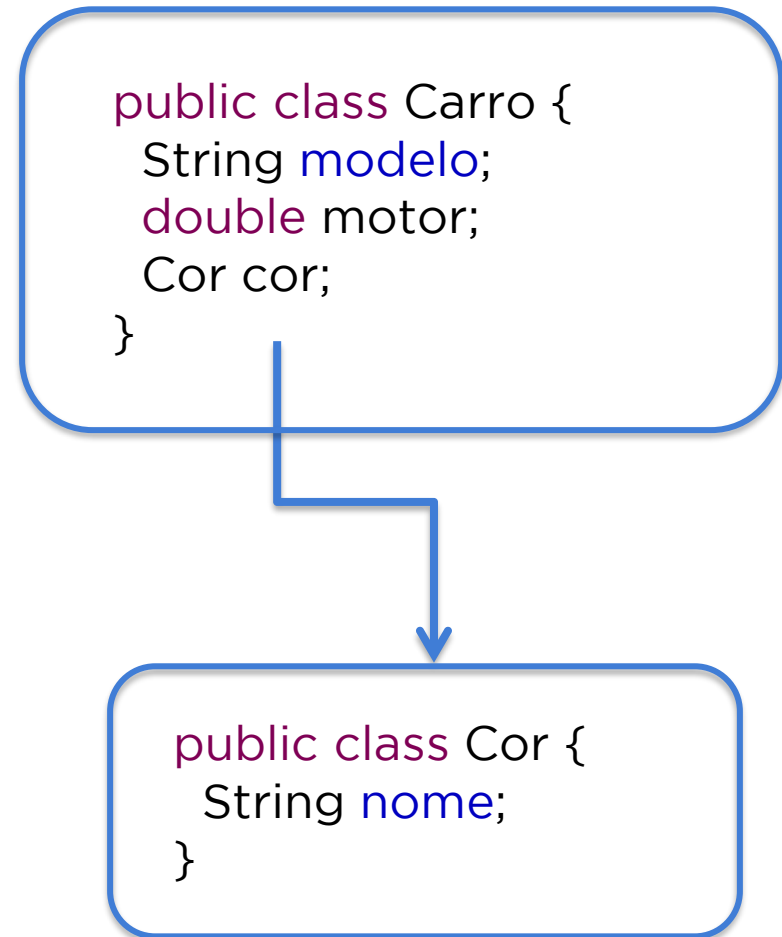 public class Carro {
String modelo;
double motor;
Cor cor;
}
public class Cor {
String nome;
}